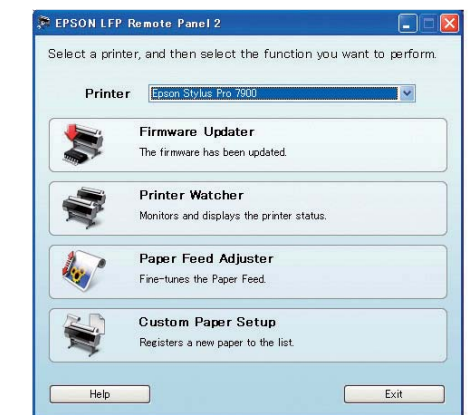 EPSON LFP Remote Panel 2
Select a printer, and then select the function you want to perform.
Printer Epson Stylus Pro 7900
Firmware Updater
The firmware has been updated.
Printer Watcher
Monitors and displays the printer status.
Paper Feed Adjuster
Fine-tunes the Paper Feed.
Custom Paper Setup
Registers a new paper to the list.
Help Exit